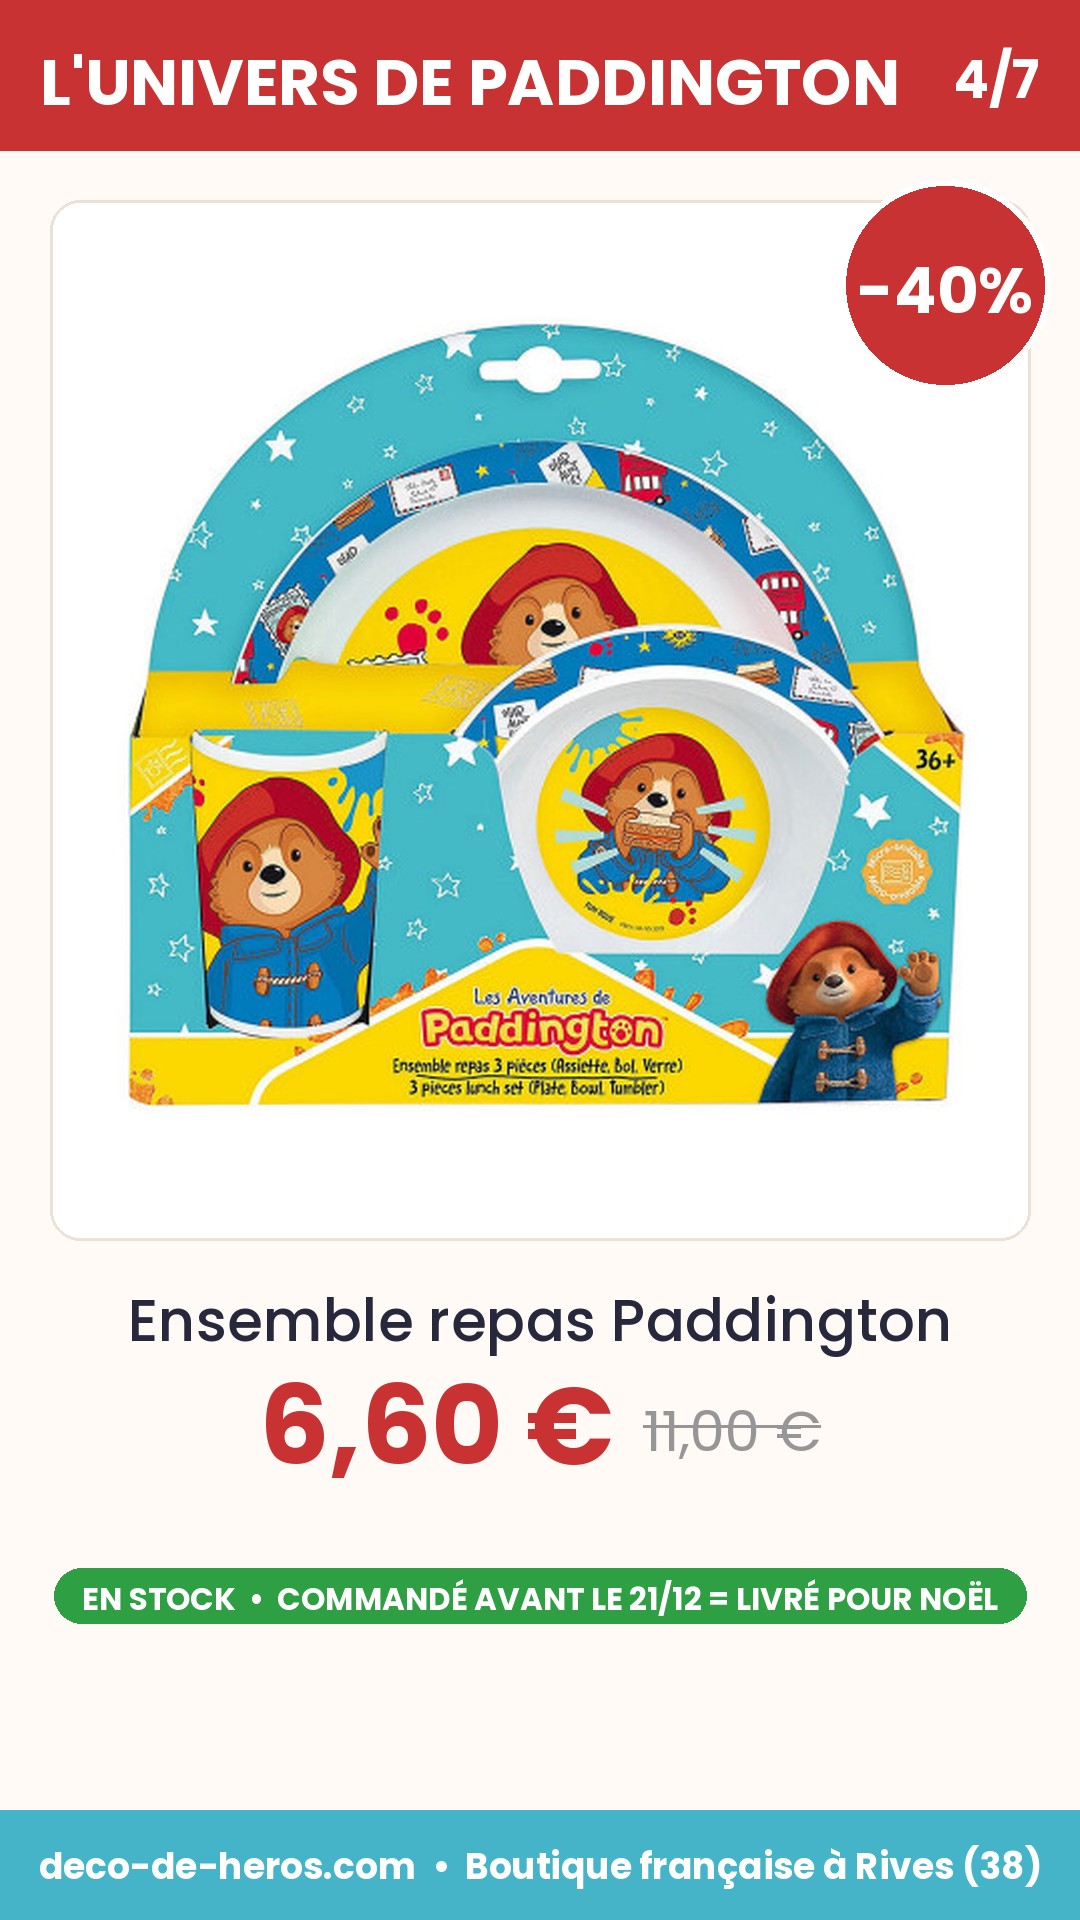 L'UNIVERS DE PADDINGTON 4/7
-40%
36+
Les Aventures de
Paddington
Ensemble repas 3 pièces (Assiette, Bol, Verre)
3 pieces lunch set (Plate, Bowl, Tumbler)
Ensemble repas Paddington
6,60 € 11,00 €
EN STOCK • COMMANDÉ AVANT LE 21/12 = LIVRÉ POUR NOËL
deco-de-heros.com • Boutique française à Rives (38)